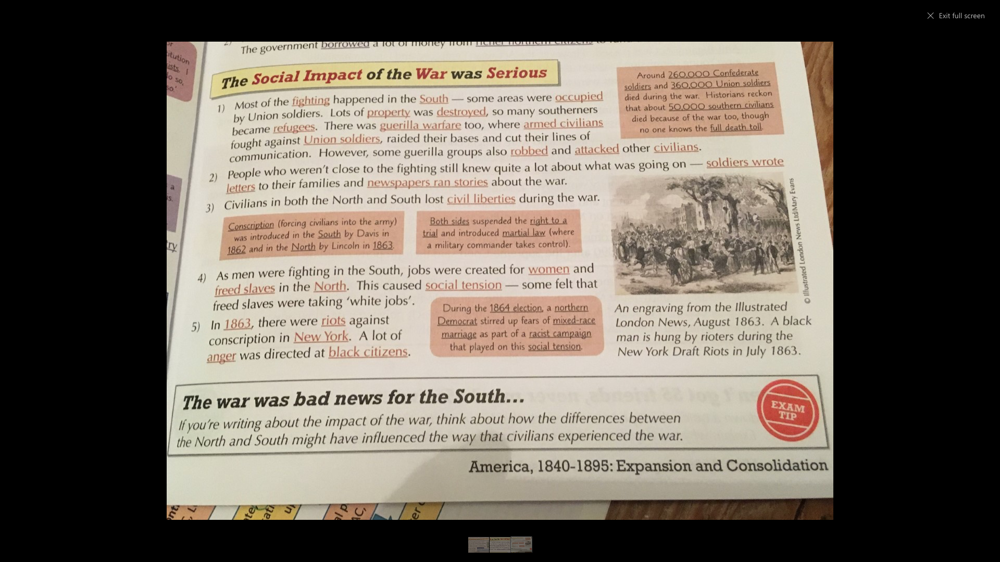 Exit full screen
The government borrowed a lot of money from richer northern citizens to
The Social Impact of the War was Serious
1) Most of the fighting happened in the South — some areas were occupied
by Union soldiers. Lots of property was destroyed, so many southerners
became refugees. There was guerilla warfare too, where armed civilians
fought against Union soldiers, raided their bases and cut their lines of
communication. However, some guerilla groups also robbed and attacked other civilians.
Around 260,000 Confederate
soldiers and 360,000 Union soldiers
died during the war. Historians reckon
that about 50,000 southern civilians
died because of the war too, though
no one knows the full death toll.
2) People who weren't close to the fighting still knew quite a lot about what was going on — soldiers wrote
letters to their families and newspapers ran stories about the war.
3) Civilians in both the North and South lost civil liberties during the war.
Conscription (forcing civilians into the army)
was introduced in the South by Davis in
1862 and in the North by Lincoln in 1863.
Both sides suspended the right to a
trial and introduced martial law (where
a military commander takes control).
4) As men were fighting in the South, jobs were created for women and
freed slaves in the North. This caused social tension — some felt that
freed slaves were taking 'white jobs'.
5) In 1863, there were riots against
conscription in New York. A lot of
anger was directed at black citizens.
During the 1864 election, a northern
Democrat stirred up fears of mixed-race
marriage as part of a racist campaign
that played on this social tension.
© Illustrated London News Ltd/Mary Evans
An engraving from the Illustrated
London News, August 1863. A black
man is hung by rioters during the
New York Draft Riots in July 1863.
The war was bad news for the South...
If you're writing about the impact of the war, think about how the differences between
the North and South might have influenced the way that civilians experienced the war.
EXAM
TIP
America, 1840-1895: Expansion and Consolidation